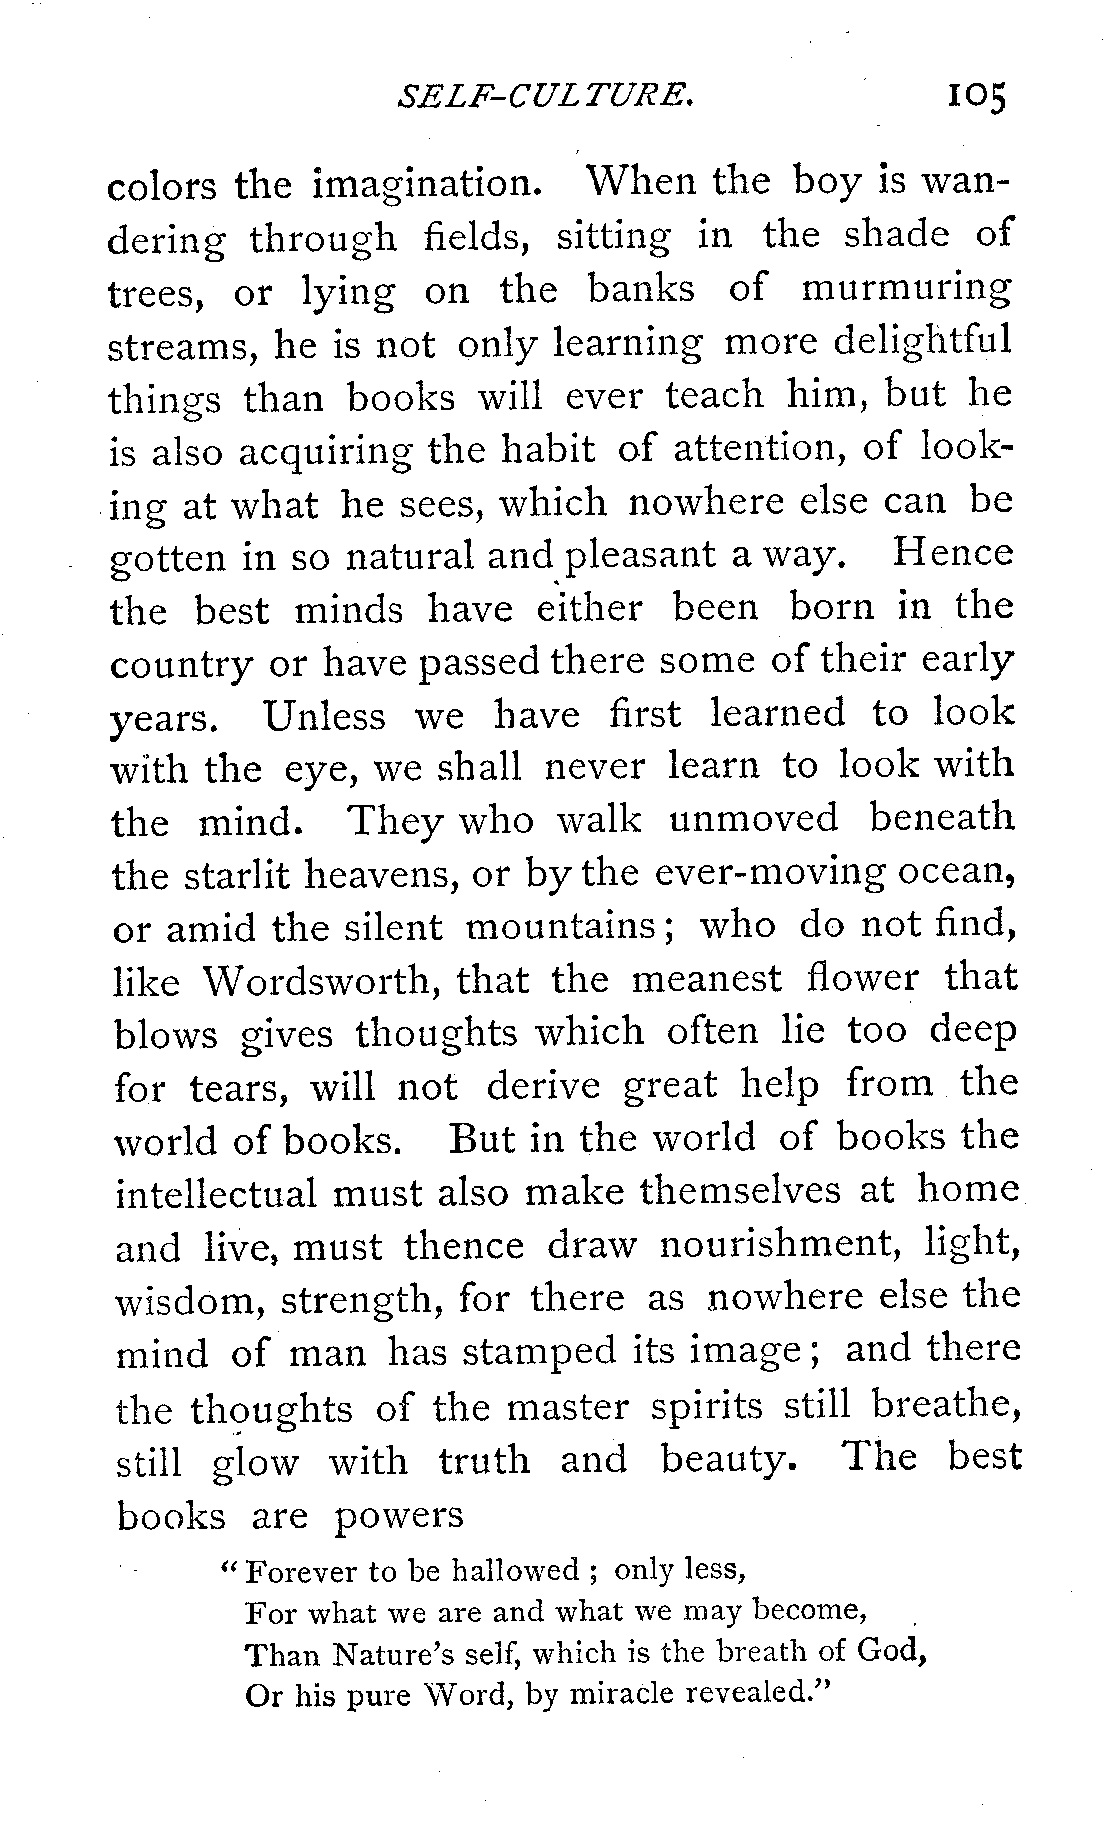 SELF-CULTURE. 105
colors the imagination. When the boy is wan-
dering through fields, sitting in the shade of
trees, or lying on the banks of murmuring
streams, he is not only learning more delightful
things than books will ever teach him, but he
is also acquiring the habit of attention, of look-
ing at what he sees, which nowhere else can be
gotten in so natural and pleasant a way. Hence
the best minds have either been born in the
country or have passed there some of their early
years. Unless we have first learned to look
with the eye, we shall never learn to look with
the mind. They who walk unmoved beneath
the starlit heavens, or by the ever-moving ocean,
or amid the silent mountains; who do not find,
like Wordsworth, that the meanest flower that
blows gives thoughts which often lie too deep
for tears, will not derive great help from the
world of books. But in the world of books the
intellectual must also make themselves at home
and live, must thence draw nourishment, light,
wisdom, strength, for there as nowhere else the
mind of man has stamped its image; and there
the thoughts of the master spirits still breathe,
still glow with truth and beauty. The best
books are powers
"Forever to be hallowed; only less,
For what we are and what we may become,
Than Nature's self, which is the breath of God,
Or his pure Word, by miracle revealed."